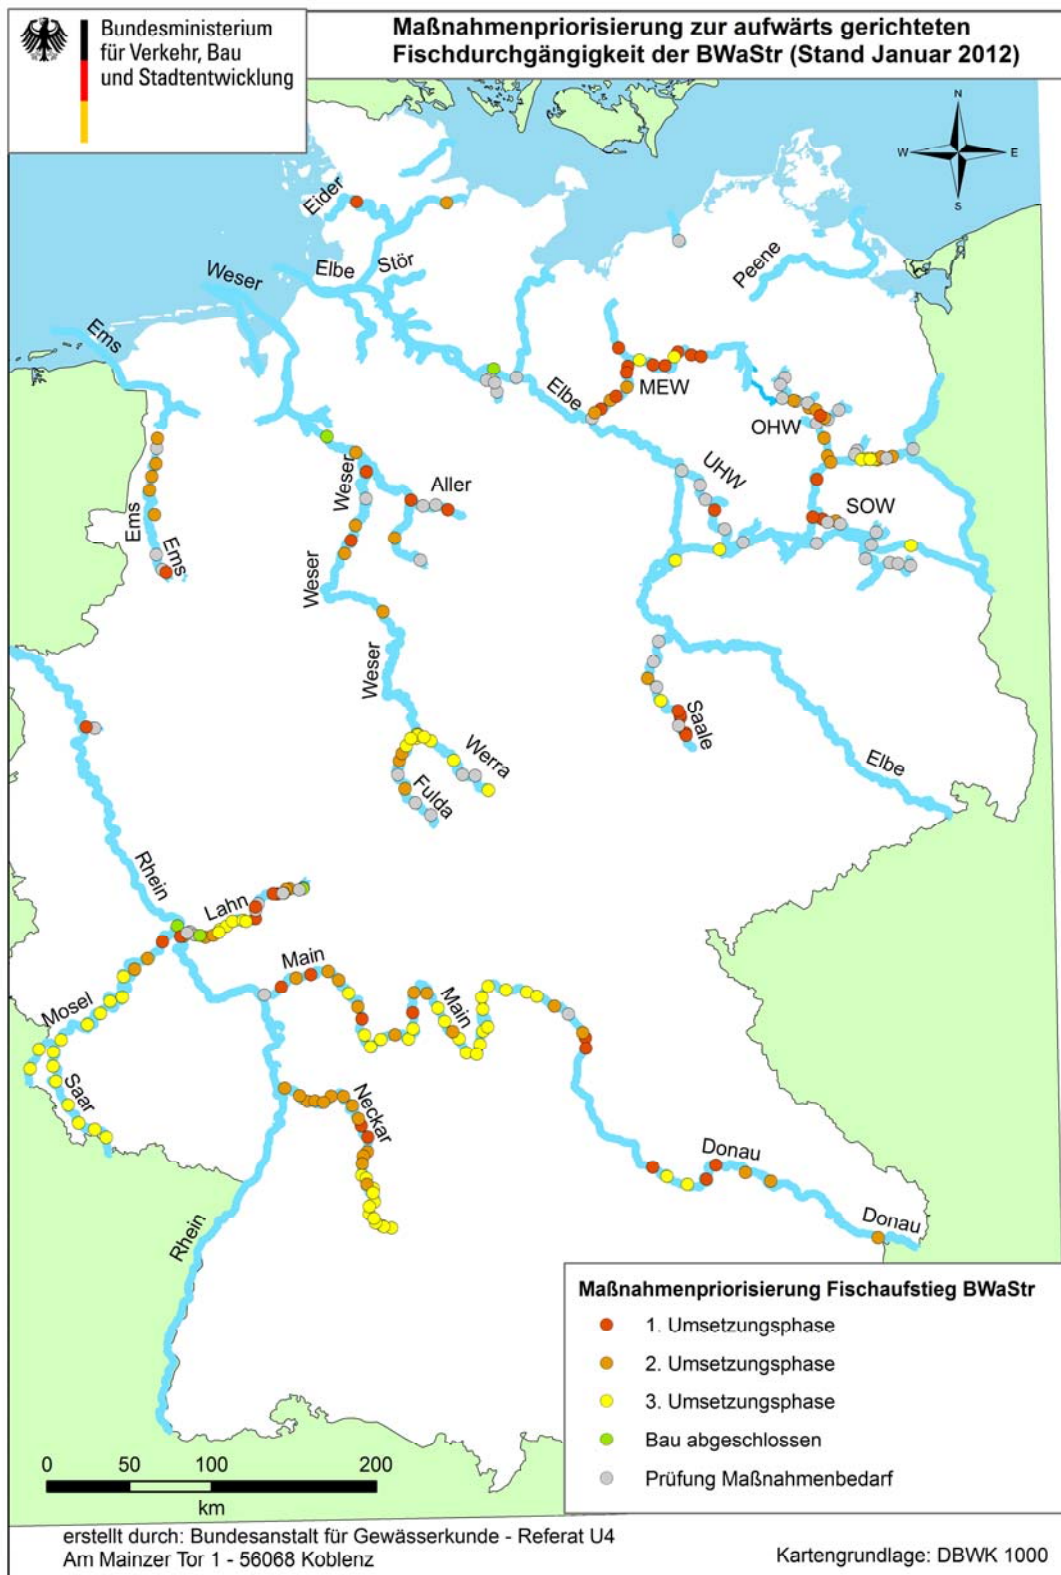 Bundesministerium
für Verkehr, Bau
und Stadtentwicklung
Maßnahmenpriorisierung zur aufwärts gerichteten
Fischdurchgängigkeit der BWaStr (Stand Januar 2012)
N
W
E
S
Eider
Stör
Elbe
Weser
Peene
Ems
MEW
Elbe
OHW
UHW
Weser
Aller
SOW
Ems
Ems
Weser
Weser
Saale
Werra
Elbe
Fulda
Rhein
Lahn
Main
Main
Mosel
Saar
Neckar
Donau
Rhein
Donau
Maßnahmenpriorisierung Fischaufstieg BWaStr
1. Umsetzungsphase
2. Umsetzungsphase
3. Umsetzungsphase
Bau abgeschlossen
Prüfung Maßnahmenbedarf
0 50 100 200
km
erstellt durch: Bundesanstalt für Gewässerkunde - Referat U4
Am Mainzer Tor 1 - 56068 Koblenz
Kartengrundlage: DBWK 1000